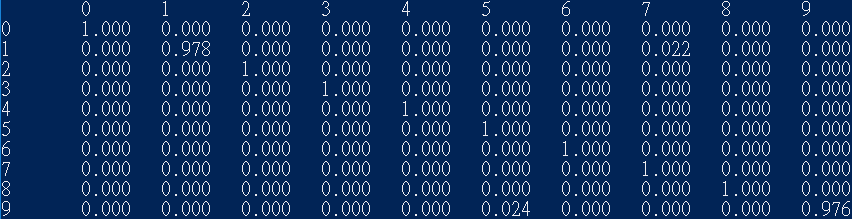 0 1 2 3 4 5 6 7 8 9
0 1.000 0.000 0.000 0.000 0.000 0.000 0.000 0.000 0.000 0.000
1 0.000 0.978 0.000 0.000 0.000 0.000 0.000 0.022 0.000 0.000
2 0.000 0.000 1.000 0.000 0.000 0.000 0.000 0.000 0.000 0.000
3 0.000 0.000 0.000 1.000 0.000 0.000 0.000 0.000 0.000 0.000
4 0.000 0.000 0.000 0.000 1.000 0.000 0.000 0.000 0.000 0.000
5 0.000 0.000 0.000 0.000 0.000 1.000 0.000 0.000 0.000 0.000
6 0.000 0.000 0.000 0.000 0.000 0.000 1.000 0.000 0.000 0.000
7 0.000 0.000 0.000 0.000 0.000 0.000 0.000 1.000 0.000 0.000
8 0.000 0.000 0.000 0.000 0.000 0.000 0.000 0.000 1.000 0.000
9 0.000 0.000 0.000 0.000 0.000 0.024 0.000 0.000 0.000 0.976